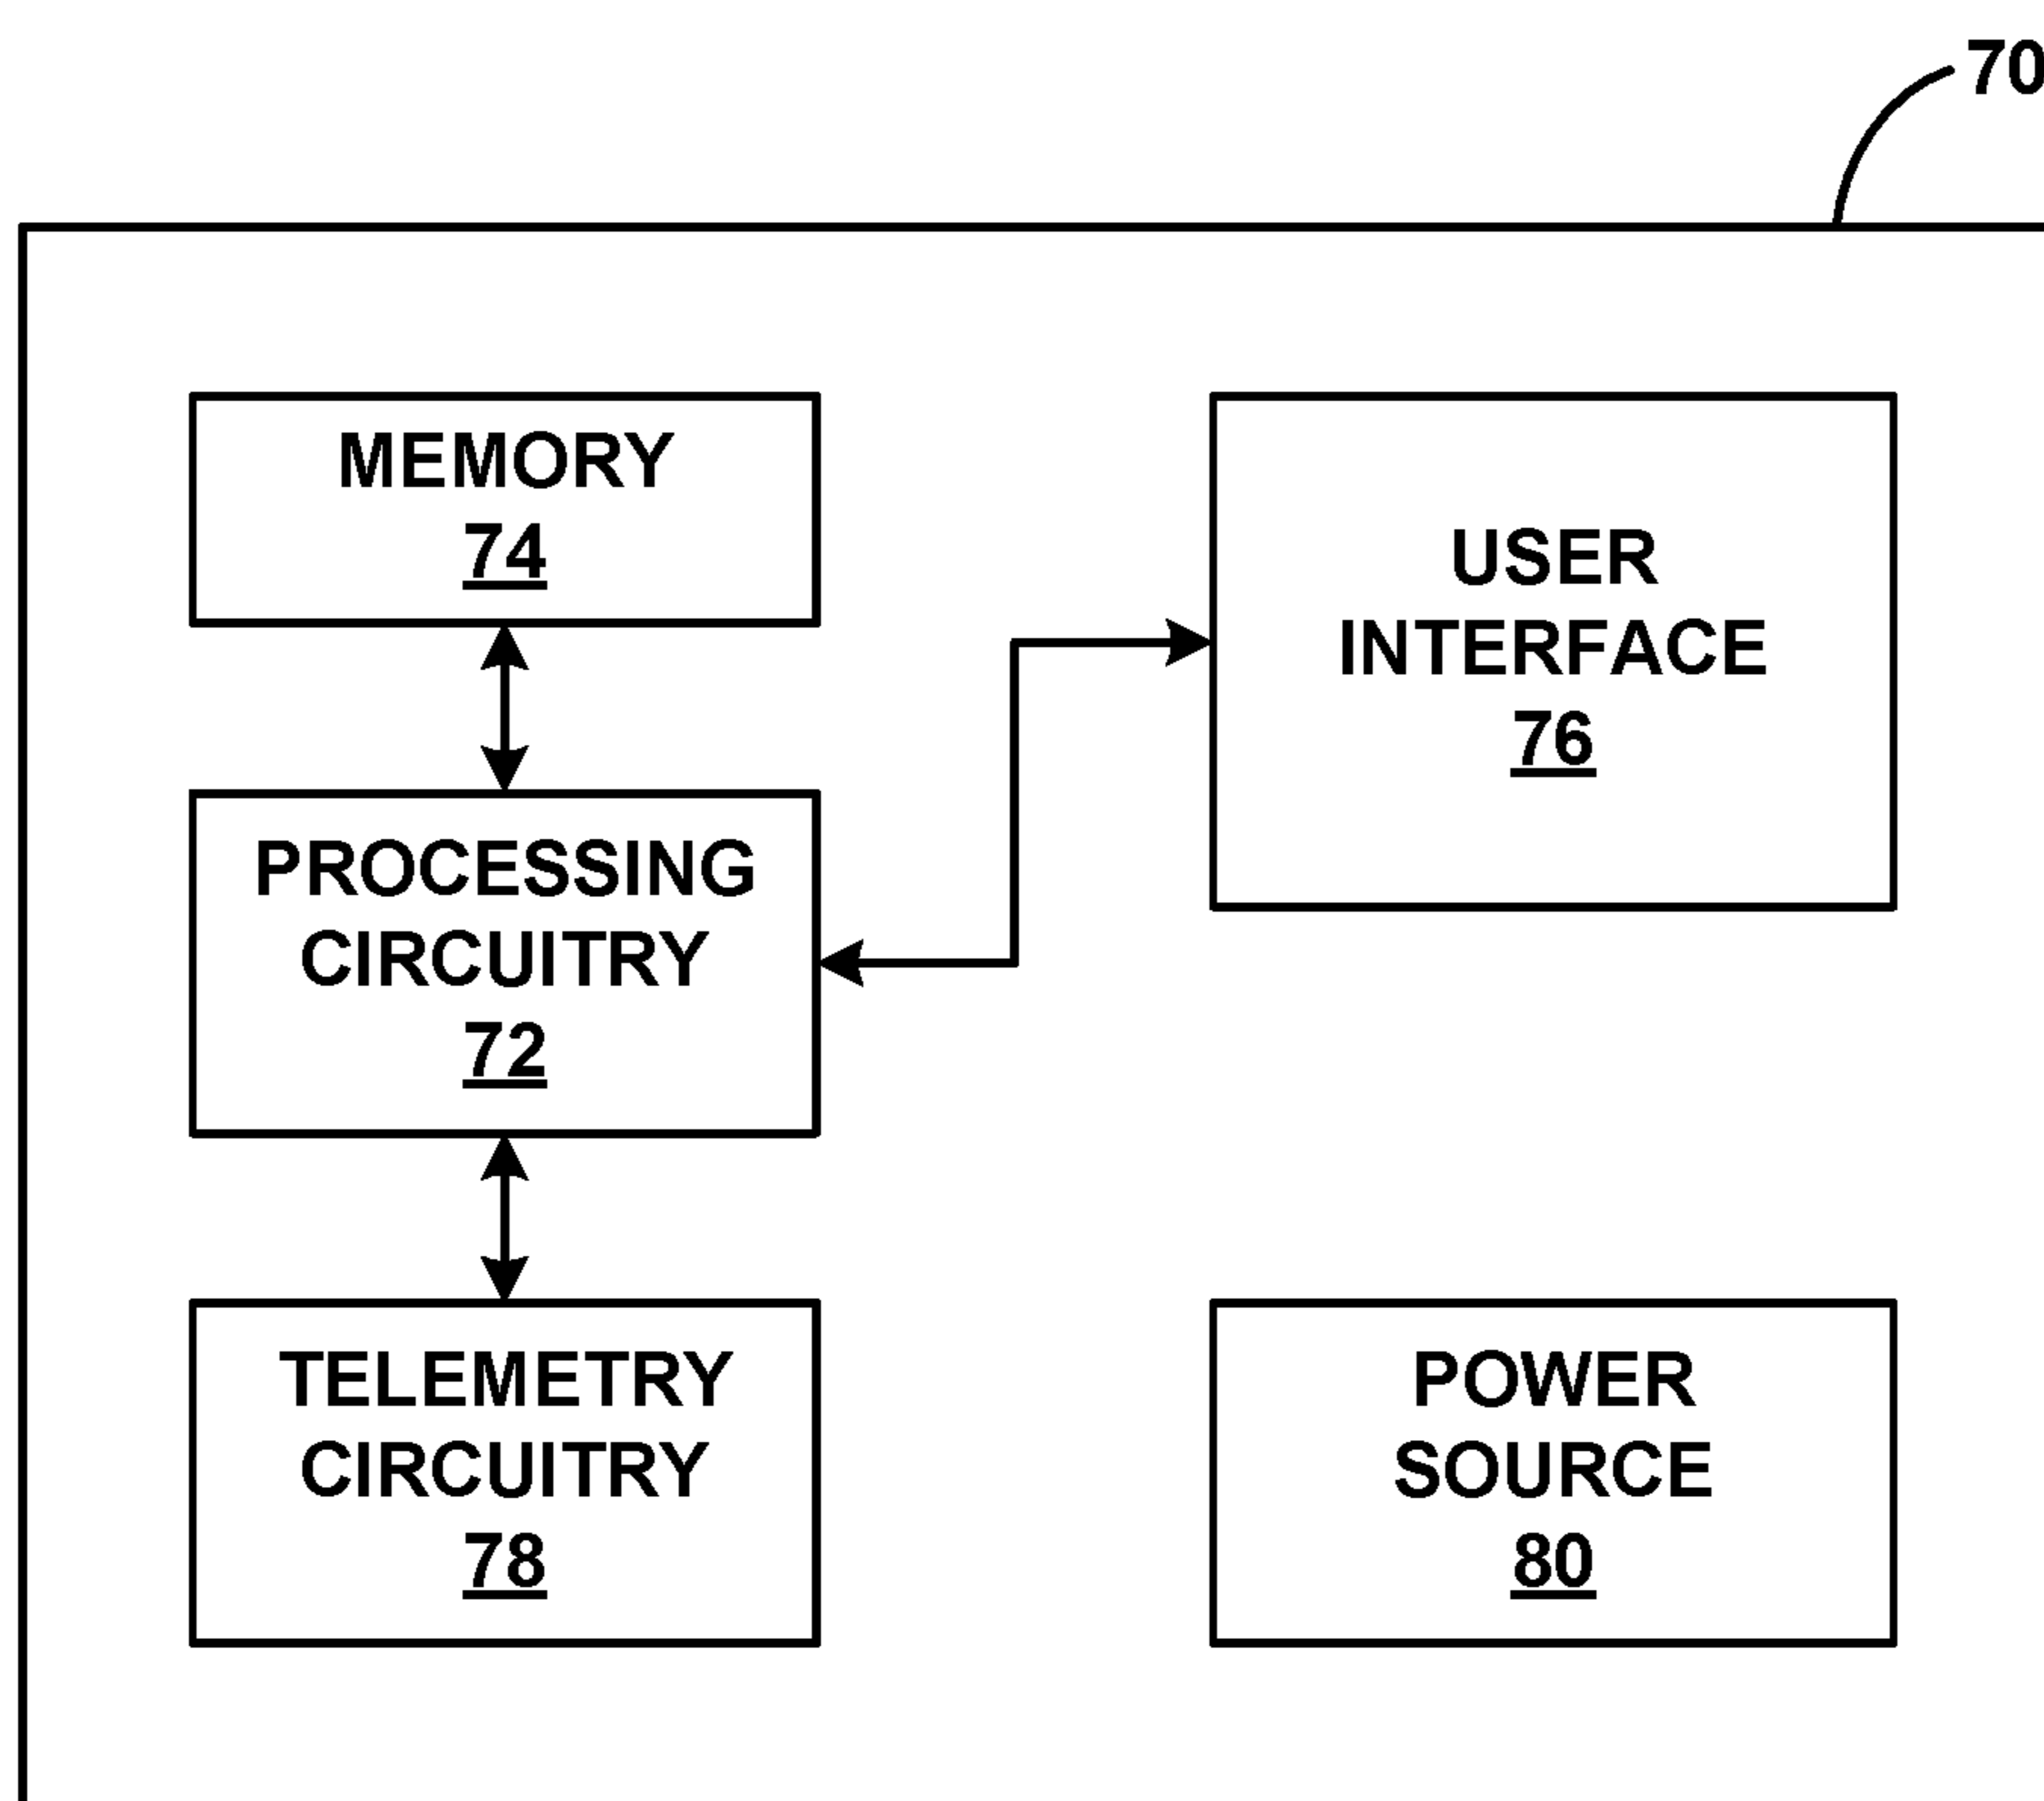 70
MEMORY
74
USER
INTERFACE
76
PROCESSING
CIRCUITRY
72
TELEMETRY
CIRCUITRY
78
POWER
SOURCE
80